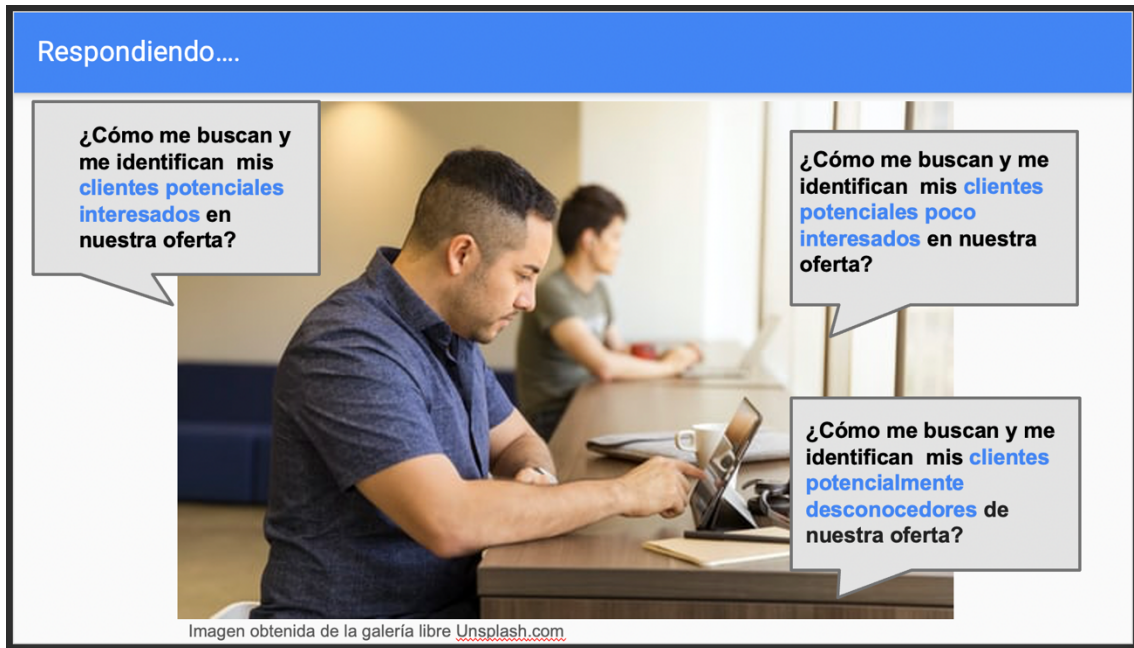 Respondiendo....
¿Cómo me buscan y
me identifican mis
clientes potenciales
interesados en
nuestra oferta?
¿Cómo me buscan y me
identifican mis clientes
potenciales poco
interesados en nuestra
oferta?
¿Cómo me buscan y me
identifican mis clientes
potencialmente
desconocedores de
nuestra oferta?
Imagen obtenida de la galería libre Unsplash.com